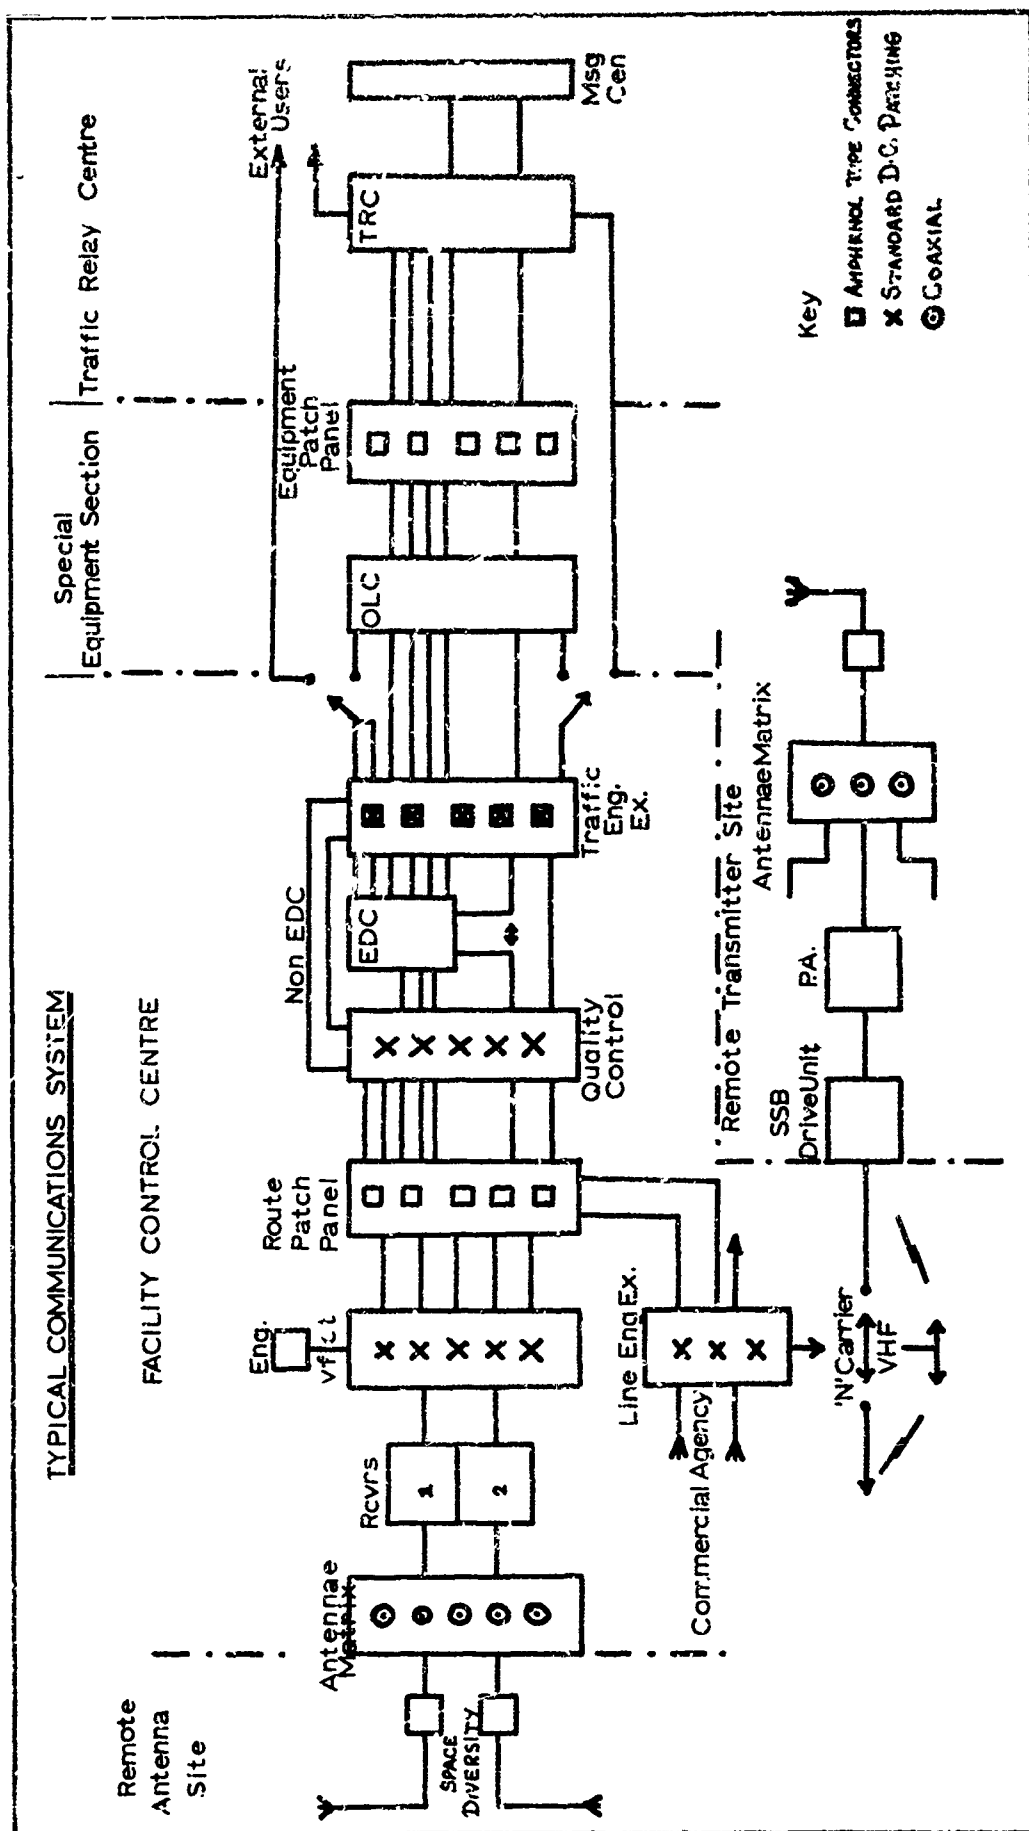 TYPICAL COMMUNICATIONS SYSTEM
Remote
Antenna
Site
FACILITY CONTROL CENTRE
Special
Equipment Section
Traffic Relay Centre
SPACE
DIVERSITY
Antennae
Matrix
Rcvrs
1
2
Eng.
Route
Patch
Panel
Quality
Control
Non EDC
EDC
Traffic
Eng.
Ex.
OLC
Equipment
Patch
Panel
TRC
External
Users
Msg
Cen
Commercial Agency
Line Eng Ex.
'N' Carrier
VHF
Remote Transmitter Site
SSB
Drive Unit
P.A.
Antennae Matrix
Key
AMPHENOL TYPE CONNECTORS
X STANDARD D.C. PATCHING
COAXIAL